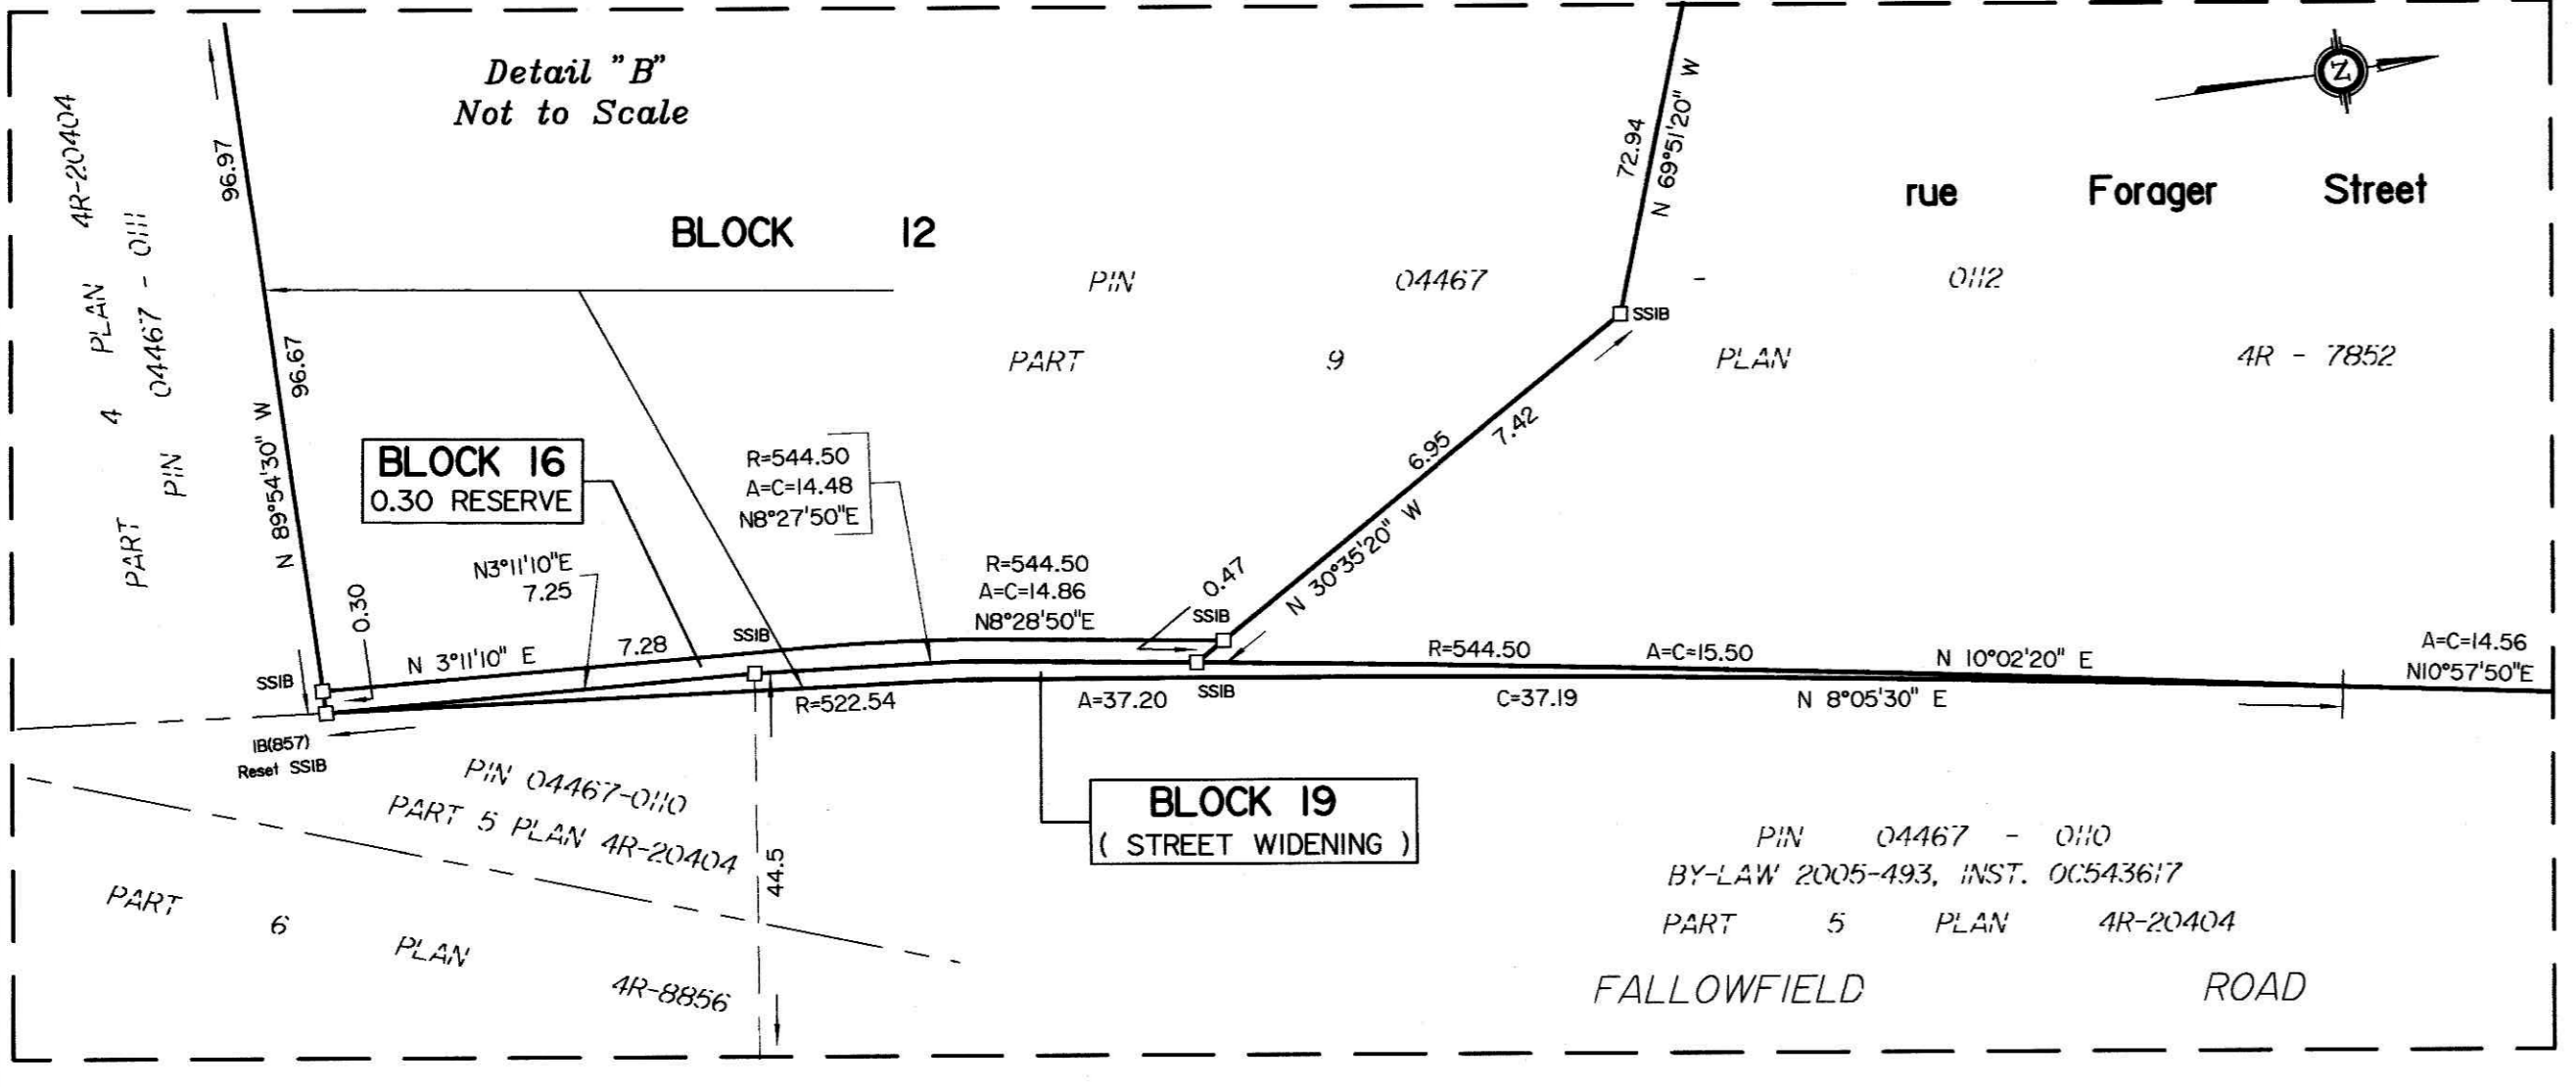 Detail "B"
Not to Scale
Z
PART 4 PLAN 4R-20404
PIN 04467 - 0111
96.97
96.67
N 89°54'30" W
BLOCK 12
72.94
N 69°51'20" W
rue Forager Street
PIN 04467 - 0112
SSIB
PART 9 PLAN 4R - 7852
BLOCK 16
0.30 RESERVE
R=544.50
A=C=14.48
N8°27'50"E
6.95
7.42
N 30°35'20" W
N3°11'10"E
7.25
R=544.50
A=C=14.86
N8°28'50"E
0.47
SSIB
0.30
SSIB
N 3°11'10" E
7.28
SSIB
R=544.50 A=C=15.50 N 10°02'20" E
A=C=14.56
N10°57'50"E
R=522.54 A=37.20 SSIB C=37.19 N 8°05'30" E
IB(857)
Reset SSIB
PIN 04467-0110
PART 5 PLAN 4R-20404
44.5
BLOCK 19
( STREET WIDENING )
PART 6 PLAN 4R-8856
PIN 04467 - 0110
BY-LAW 2005-493, INST. OC543617
PART 5 PLAN 4R-20404
FALLOWFIELD ROAD